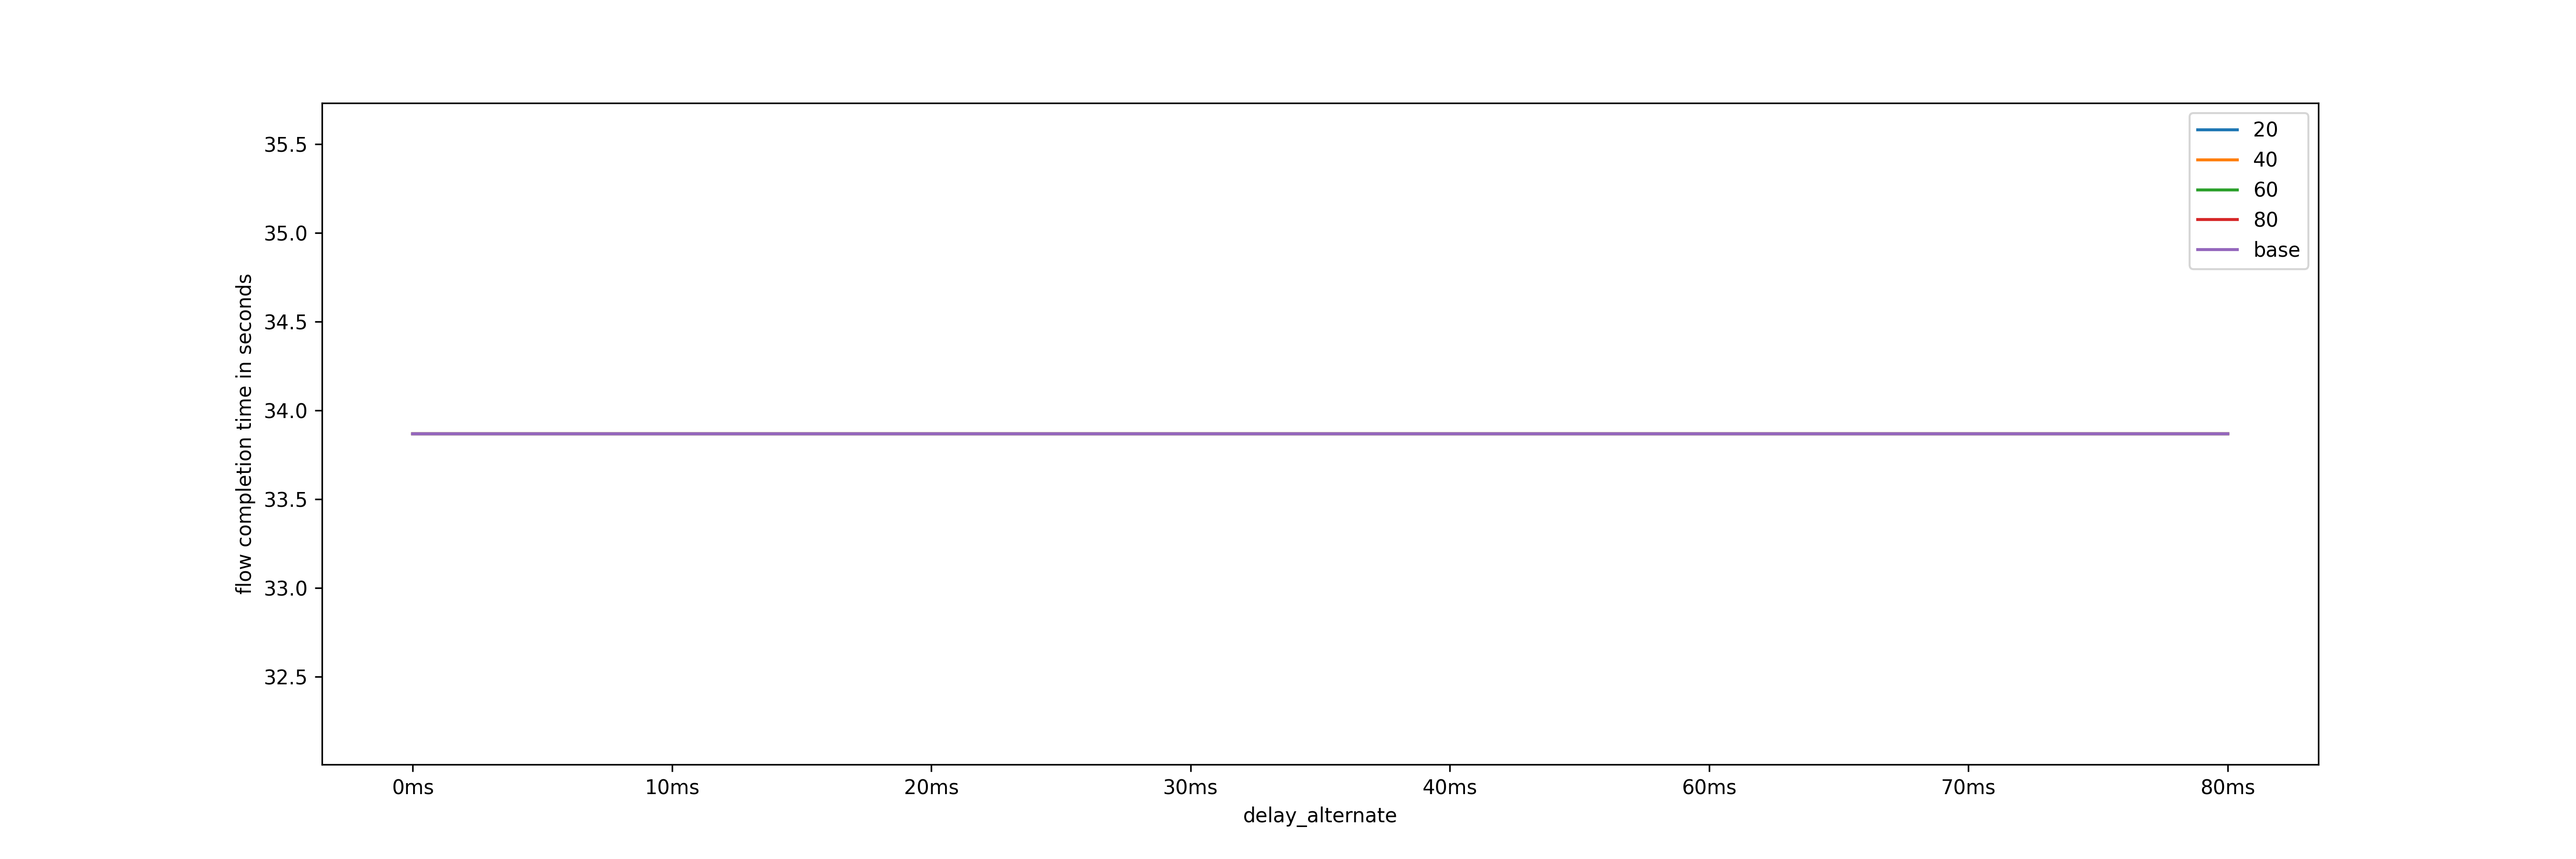 35.5
35.0
34.5
34.0
33.5
33.0
32.5
flow completion time in seconds
20
40
60
80
base
0ms
10ms
20ms
30ms
40ms
60ms
70ms
80ms
delay_alternate